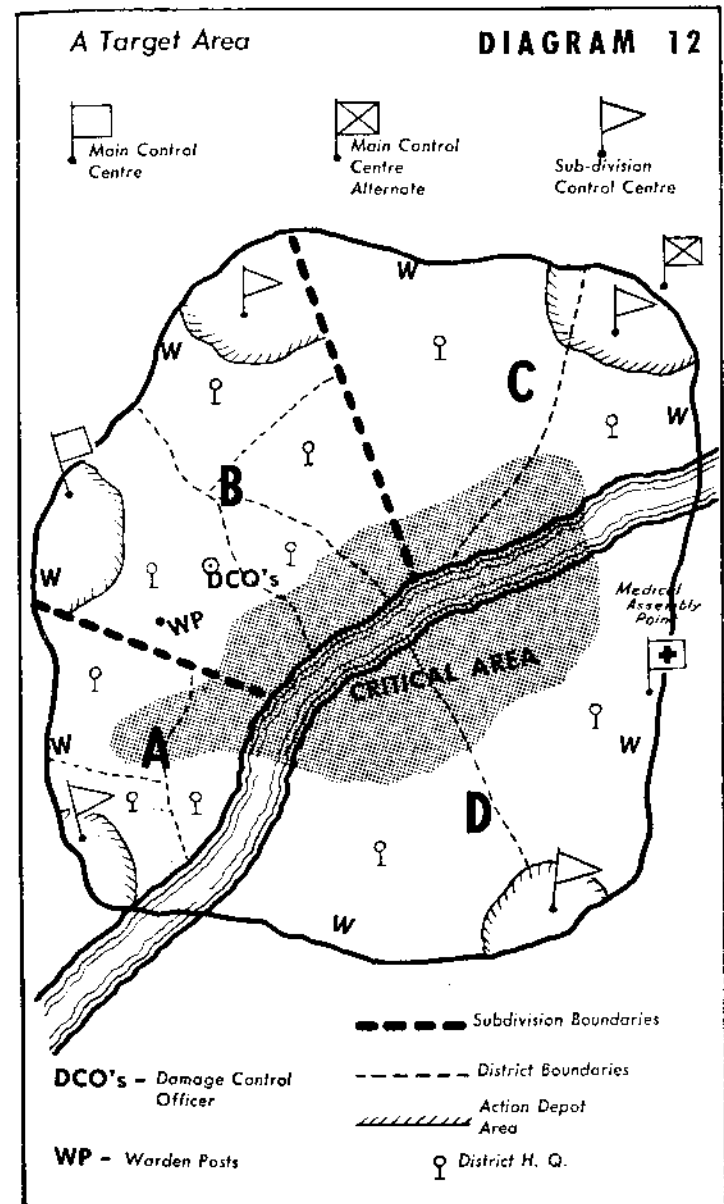 A Target Area
DIAGRAM 12
Main Control
Centre
Main Control
Centre
Alternate
Sub-division
Control Centre
W
W
C
W
B
DCO's
W
WP
Medical
Assembly
Point
CRITICAL AREA
A
W
W
D
W
Subdivision Boundaries
DCO's - Damage Control
Officer
District Boundaries
Action Depot
Area
WP - Warden Posts
District H. Q.